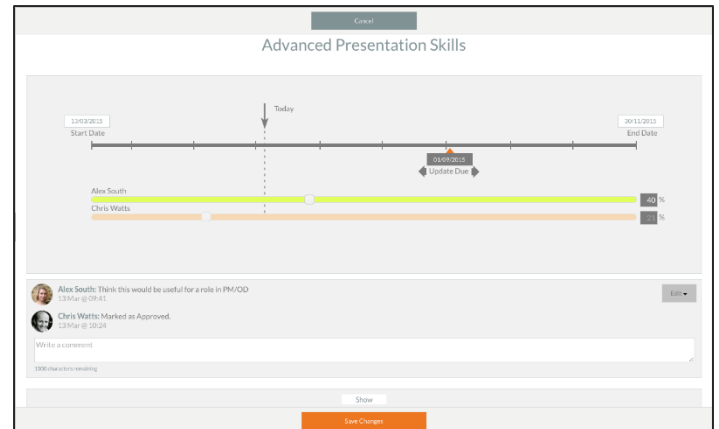 Cancel
Advanced Presentation Skills
Today
13/03/2015
30/11/2015
Start Date
End Date
01/09/2015
Update Due
Alex South
40 %
Chris Watts
21 %
Alex South: Think this would be useful for a role in PM/OD
13 Mar @ 09:41
Edit
Chris Watts: Marked as Approved.
13 Mar @ 10:24
Write a comment
1000 characters remaining
Show
Save Changes